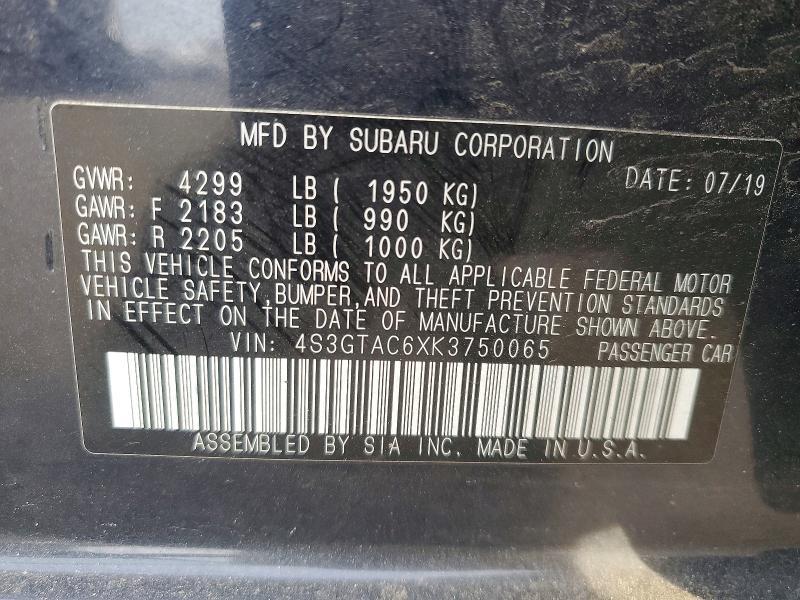 MFD BY SUBARU CORPORATION
GVWR: 4299 LB ( 1950 KG) DATE: 07/19
GAWR: F 2183 LB ( 990 KG)
GAWR: R 2205 LB ( 1000 KG)
THIS VEHICLE CONFORMS TO ALL APPLICABLE FEDERAL MOTOR
VEHICLE SAFETY,BUMPER,AND THEFT PREVENTION STANDARDS
IN EFFECT ON THE DATE OF MANUFACTURE SHOWN ABOVE.
VIN: 4S3GTAC6XK3750065 PASSENGER CAR
ASSEMBLED BY SIA INC. MADE IN U.S.A.